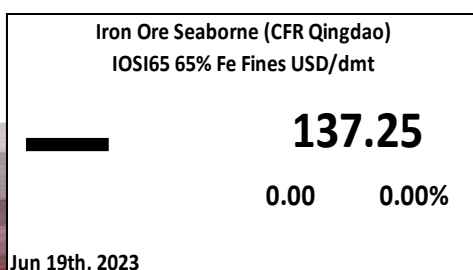 Iron Ore Seaborne (CFR Qingdao)
IOSI65 65% Fe Fines USD/dmt
137.25
0.00 0.00%
Jun 19th, 2023